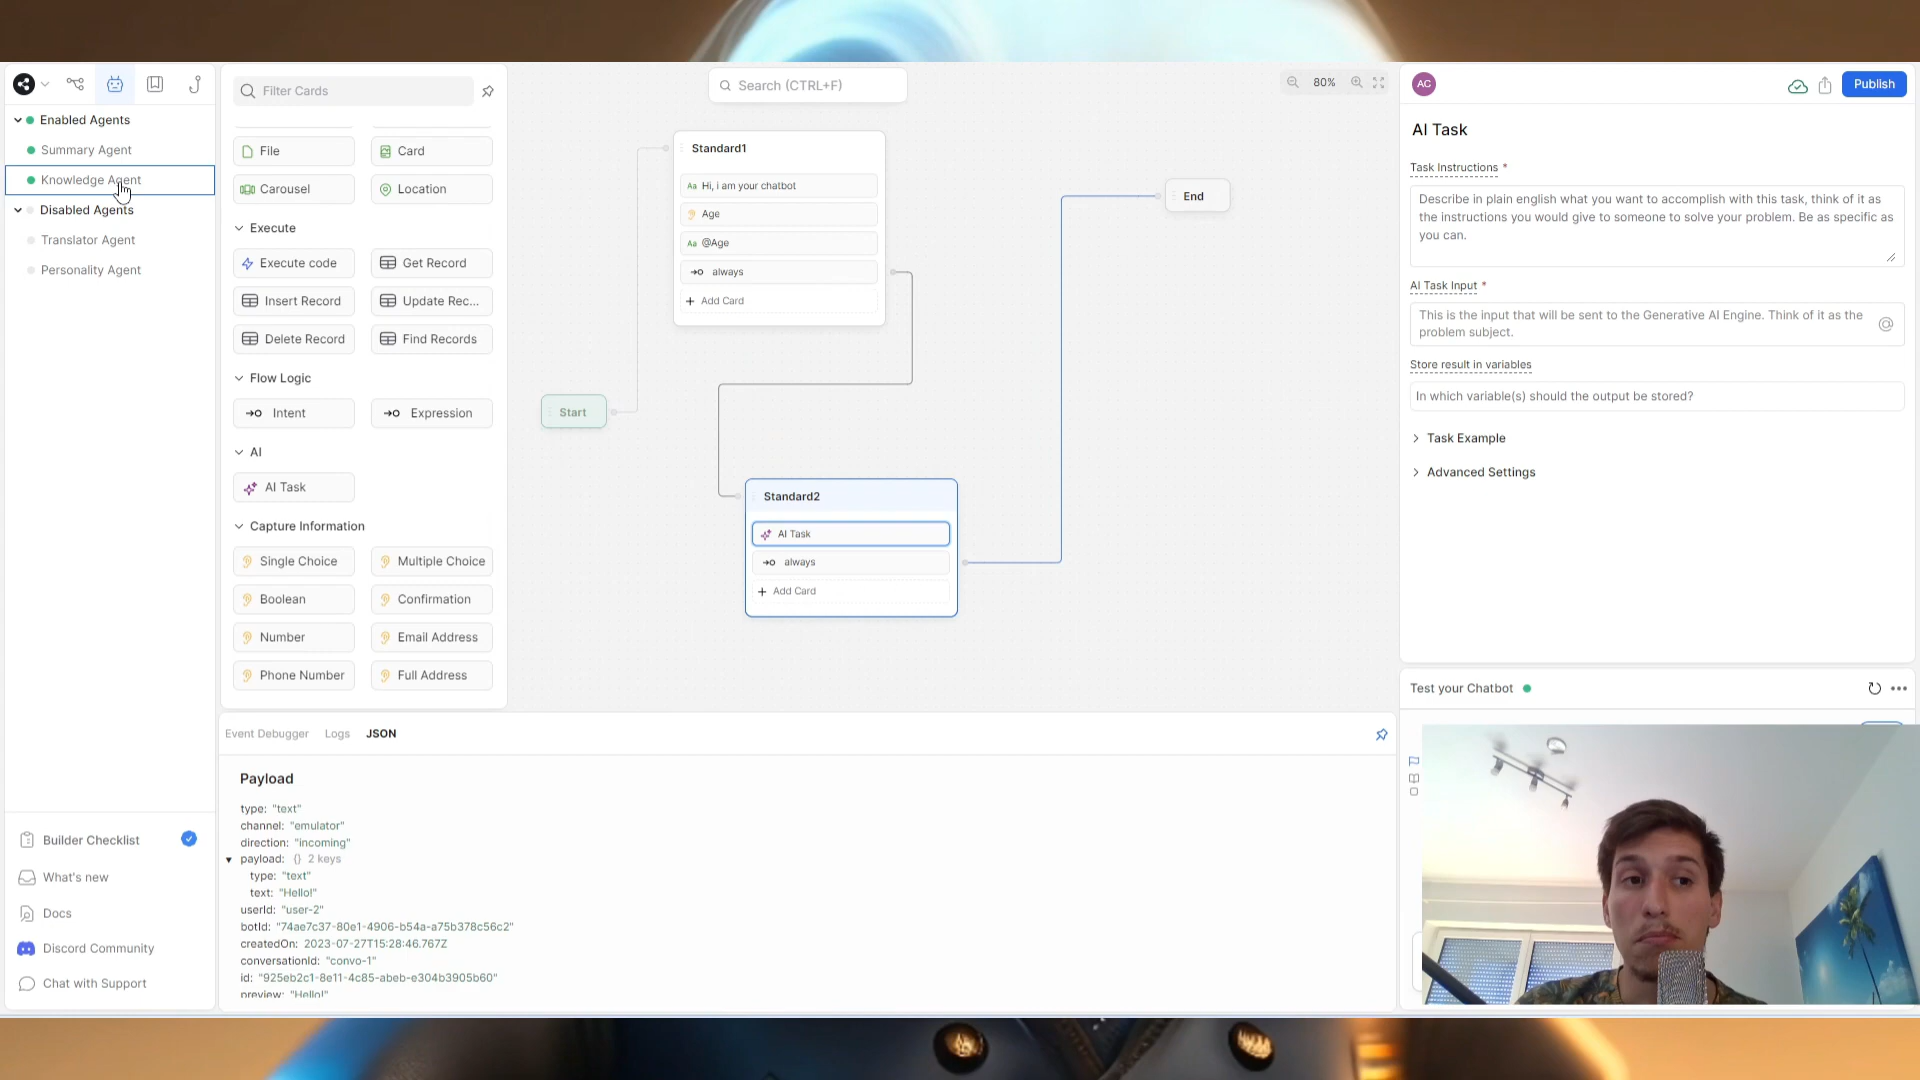 Filter Cards
Search (CTRL+F)
80%
AC
Publish
Enabled Agents
Summary Agent
Knowledge Agent
Disabled Agents
Translator Agent
Personality Agent
File
Card
Carousel
Location
Execute
Execute code
Get Record
Insert Record
Update Rec...
Delete Record
Find Records
Flow Logic
Intent
Expression
AI
AI Task
Capture Information
Single Choice
Multiple Choice
Boolean
Confirmation
Number
Email Address
Phone Number
Full Address
Start
Standard1
Aa Hi, i am your chatbot
Age
Aa @Age
always
+ Add Card
Standard2
AI Task
always
+ Add Card
End
AI Task
Task Instructions *
Describe in plain english what you want to accomplish with this task, think of it as
the instructions you would give to someone to solve your problem. Be as specific as
you can.
AI Task Input *
This is the input that will be sent to the Generative AI Engine. Think of it as the
problem subject.
@
Store result in variables
In which variable(s) should the output be stored?
Task Example
Advanced Settings
Test your Chatbot
Builder Checklist
What's new
Docs
Discord Community
Chat with Support
Event Debugger Logs JSON
Payload
type: "text"
channel: "emulator"
direction: "incoming"
payload: {} 2 keys
type: "text"
text: "Hello!"
userId: "user-2"
botId: "74ae7c37-80e1-4906-b54a-a75b378c56c2"
createdOn: 2023-07-27T15:28:46.767Z
conversationId: "convo-1"
id: "925eb2c1-8e11-4c85-abeb-e304b3905b60"
preview: "Hello!"